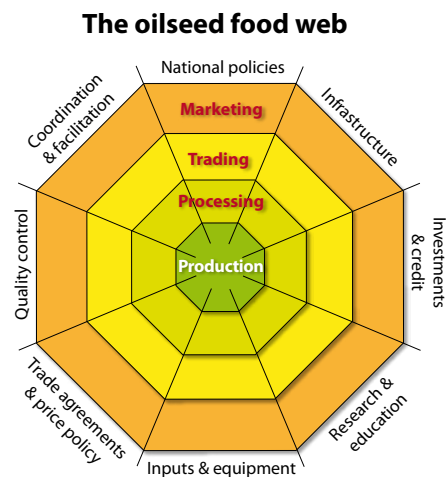 The oilseed food web
National policies
Coordination
& facilitation
Infrastructure
Marketing
Trading
Processing
Production
Quality control
Investments
& credit
Trade agreements
& price policy
Research &
education
Inputs & equipment